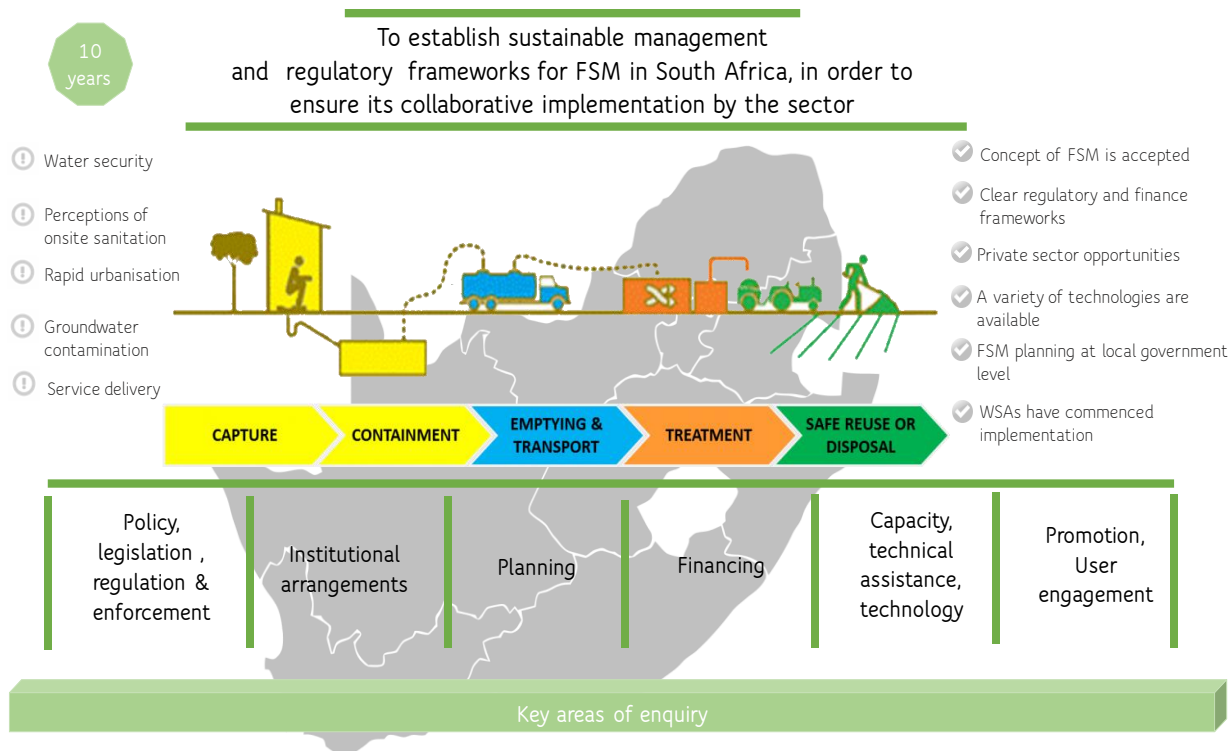 10
years
To establish sustainable management
and regulatory frameworks for FSM in South Africa, in order to
ensure its collaborative implementation by the sector
Water security
Perceptions of
onsite sanitation
Rapid urbanisation
Groundwater
contamination
Service delivery
Concept of FSM is accepted
Clear regulatory and finance
frameworks
Private sector opportunities
A variety of technologies are
available
FSM planning at local government
level
WSAs have commenced
implementation
CAPTURE
CONTAINMENT
EMPTYING &
TRANSPORT
TREATMENT
SAFE REUSE OR
DISPOSAL
Policy,
legislation ,
regulation &
enforcement
Institutional
arrangements
Planning
Financing
Capacity,
technical
assistance,
technology
Promotion,
User
engagement
Key areas of enquiry